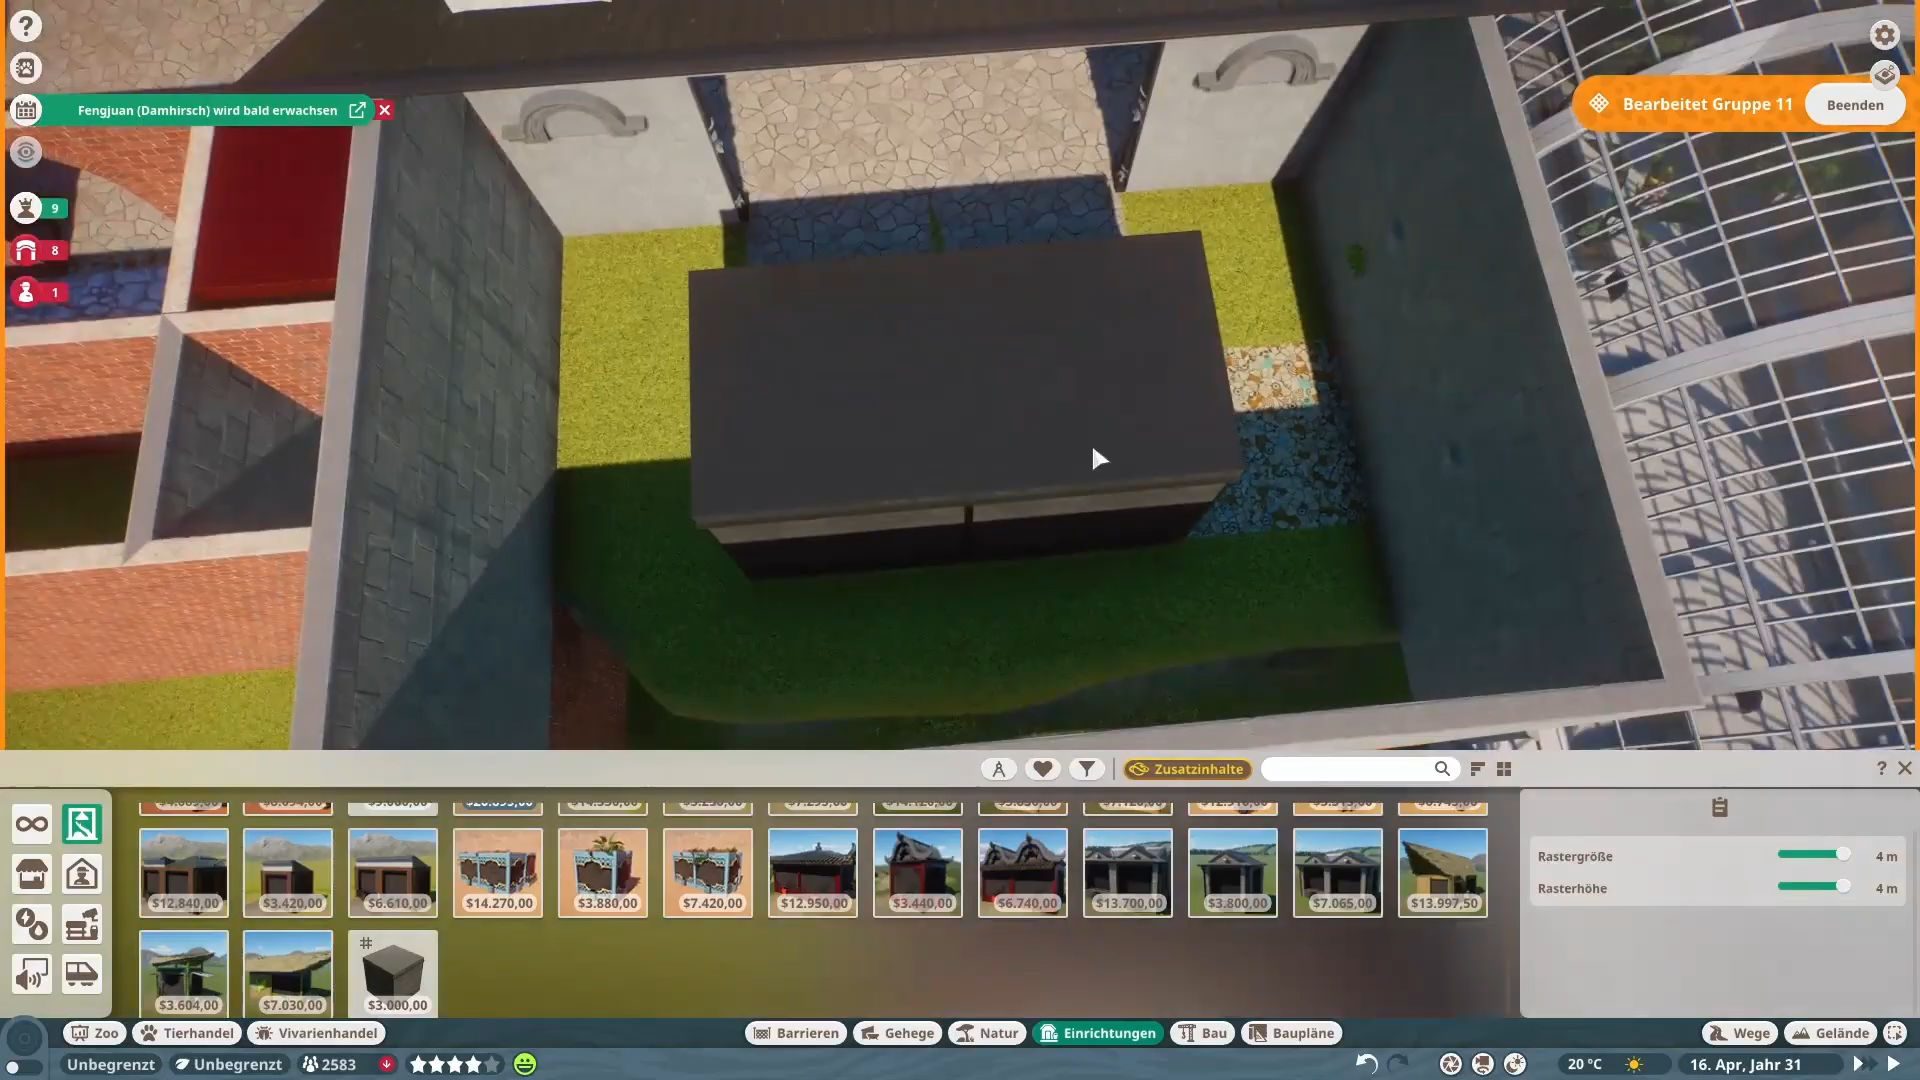 ?
Fengjuan (Damhirsch) wird bald erwachsen
Bearbeitet Gruppe 11
Beenden
9
8
1
Zusatzinhalte
?
$12.840,00
$3.420,00
$6.610,00
$14.270,00
$3.880,00
$7.420,00
$12.950,00
$3.440,00
$6.740,00
$13.700,00
$3.800,00
$7.065,00
$13.997,50
$3.604,00
$7.030,00
$3.000,00
Rastergröße
4 m
Rasterhöhe
4 m
Zoo
Tierhandel
Vivarienhandel
Barrieren
Gehege
Natur
Einrichtungen
Bau
Baupläne
Wege
Gelände
Unbegrenzt
Unbegrenzt
2583
20 °C
16. Apr, Jahr 31